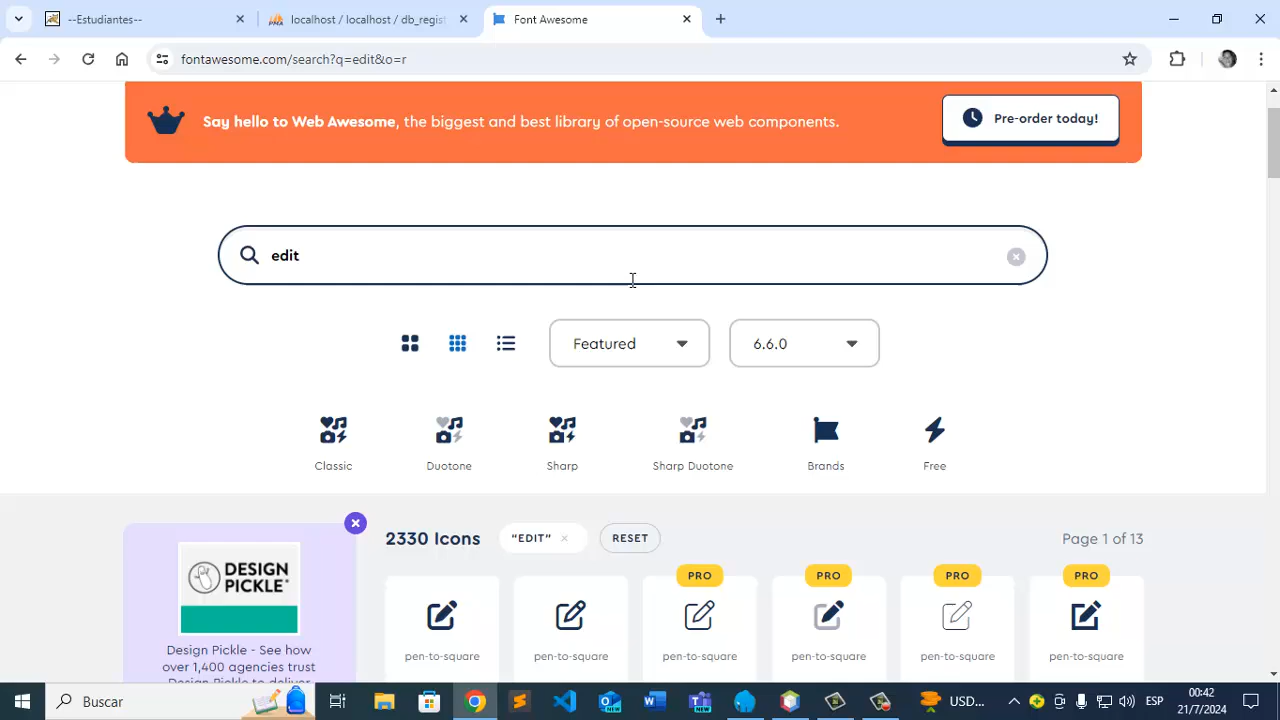 --Estudiantes--
localhost / localhost / db_regist
Font Awesome
fontawesome.com/search?q=edit&o=r
Say hello to Web Awesome, the biggest and best library of open-source web components.
Pre-order today!
edit
Featured
6.6.0
Classic
Duotone
Sharp
Sharp Duotone
Brands
Free
2330 Icons
"EDIT"
RESET
Page 1 of 13
DESIGN
PICKLE
Design Pickle - See how
over 1,400 agencies trust
Design Pickle to deliver
PRO
PRO
PRO
PRO
pen-to-square
pen-to-square
pen-to-square
pen-to-square
pen-to-square
pen-to-square
Buscar
USD...
ESP
00:42
21/7/2024